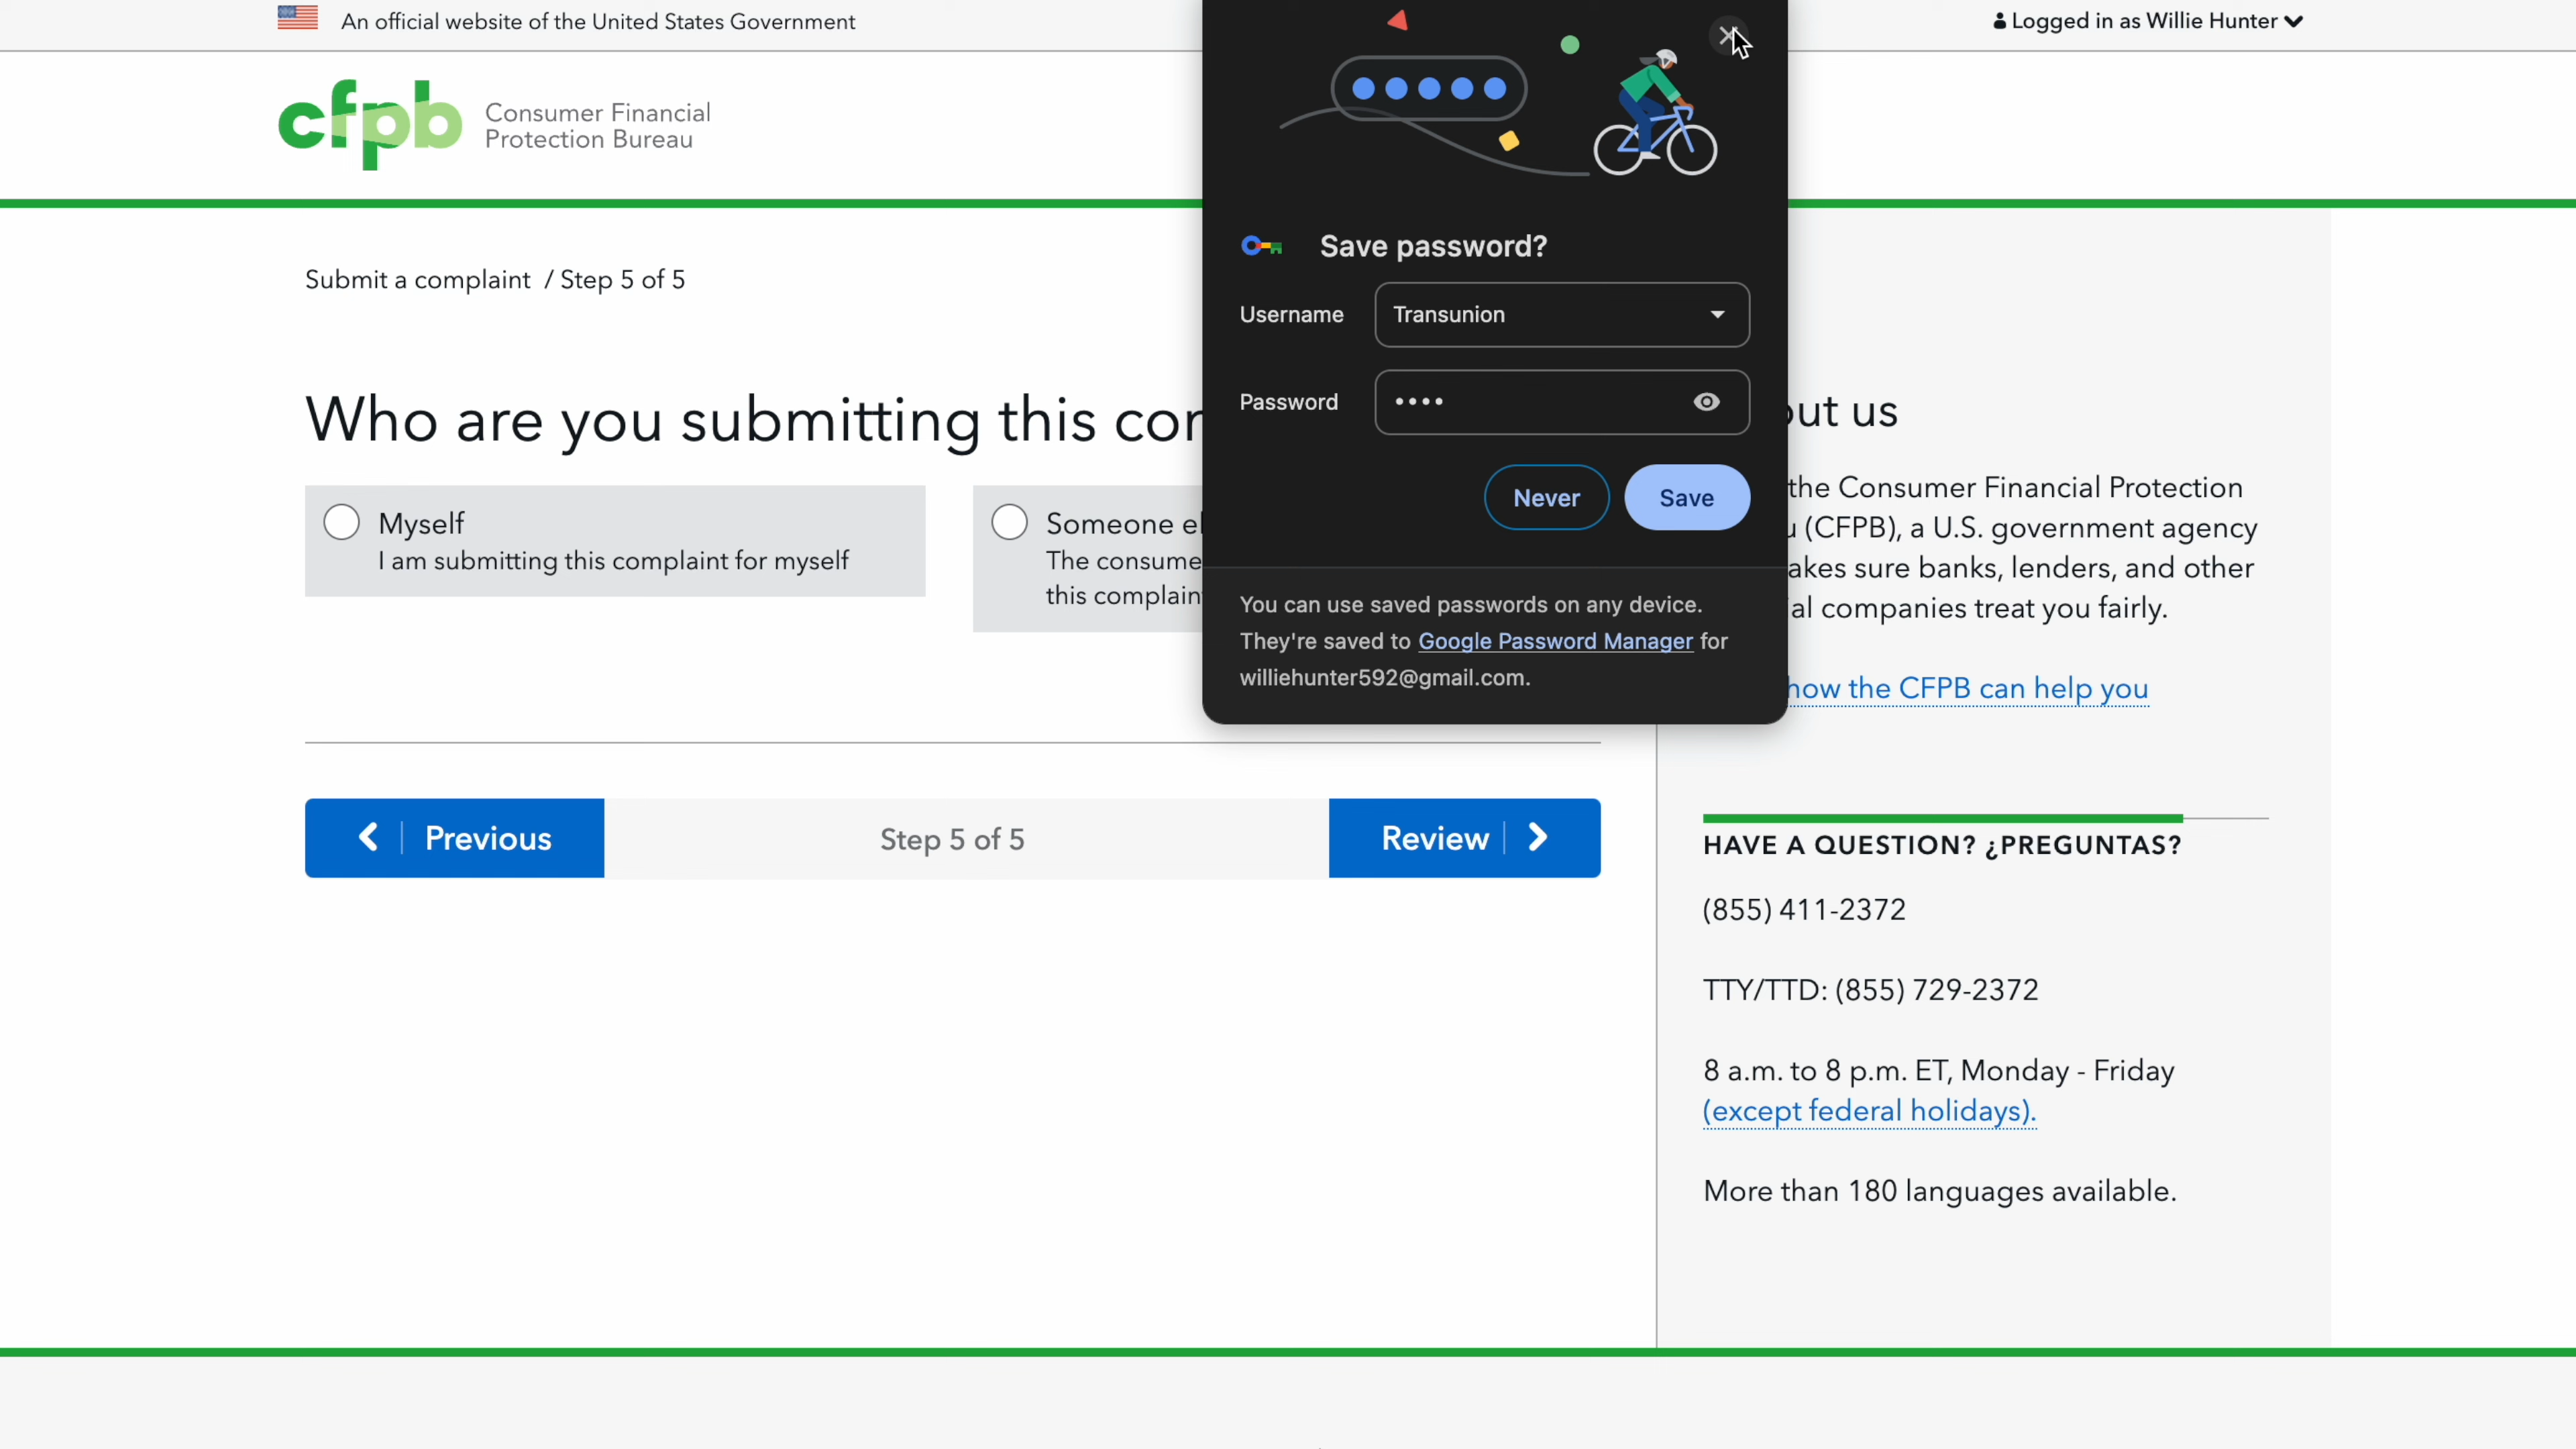 An official website of the United States Government
Logged in as Willie Hunter
cfpb Consumer Financial
Protection Bureau
Submit a complaint / Step 5 of 5
Who are you submitting this
Myself
I am submitting this complaint for myself
Someone
The consume
this
Save password?
Username Transunion
Password ••••
Never Save
You can use saved passwords on any device.
They're saved to Google Password Manager for
williehunter592@gmail.com.
us
the Consumer Financial Protection
(CFPB), a U.S. government agency
sure banks, lenders, and other
companies treat you fairly.
how the CFPB can help you
Previous
Step 5 of 5
Review
HAVE A QUESTION? ¿PREGUNTAS?
(855) 411-2372
TTY/TTD: (855) 729-2372
8 a.m. to 8 p.m. ET, Monday - Friday
(except federal holidays).
More than 180 languages available.